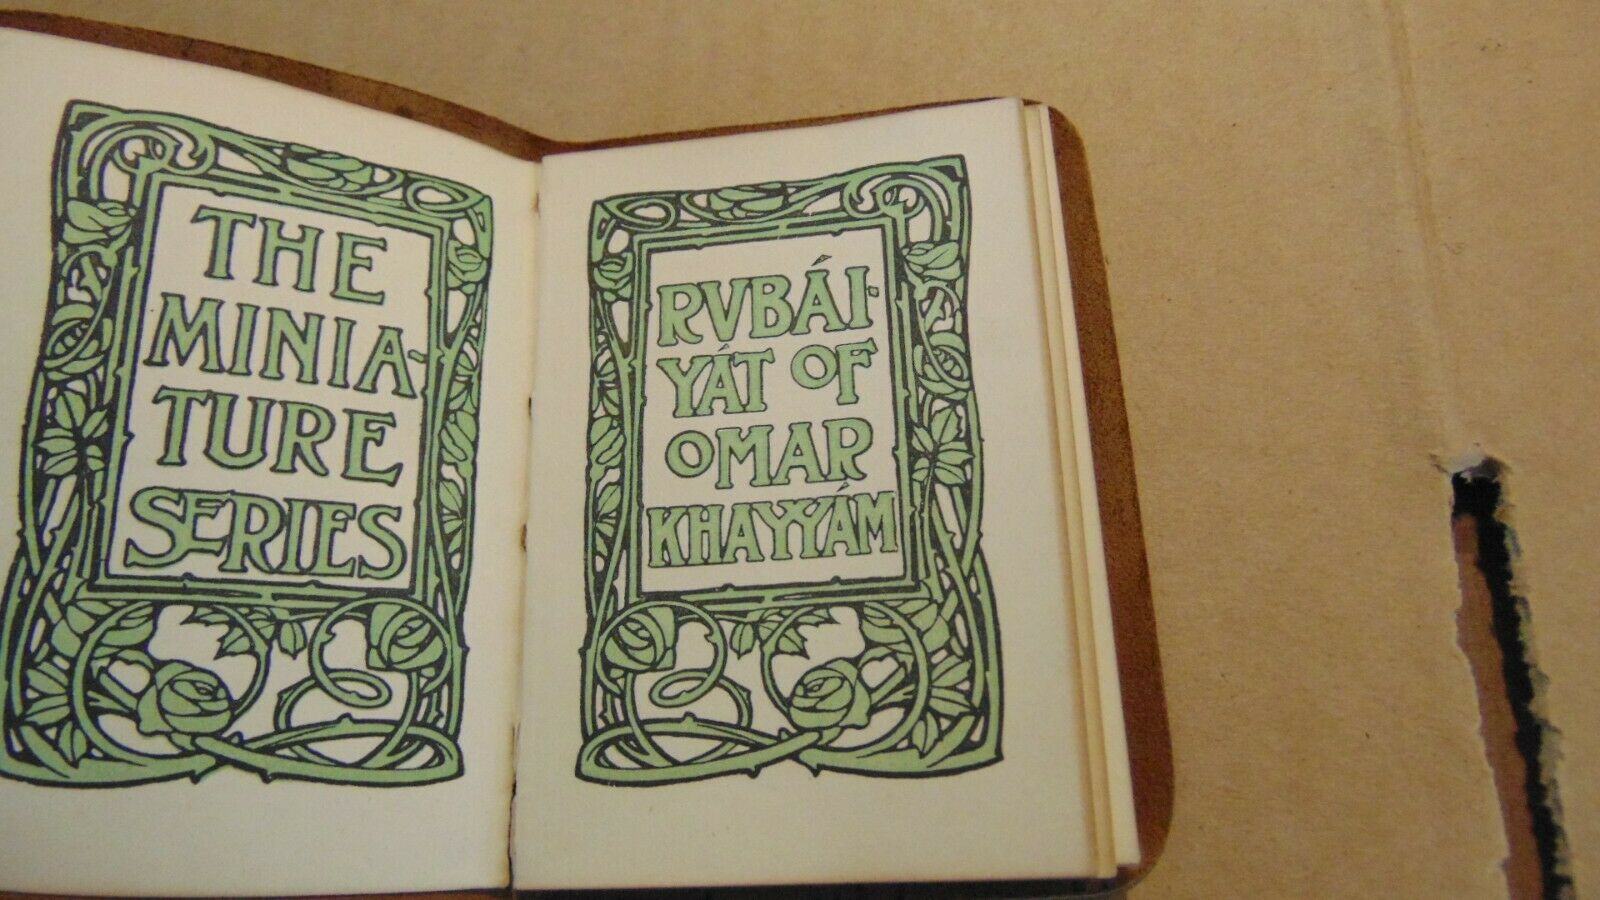 THE
MINIA-
TURE
SERIES
RVBÁI-
YÁT OF
OMAR
KHAYYÁM